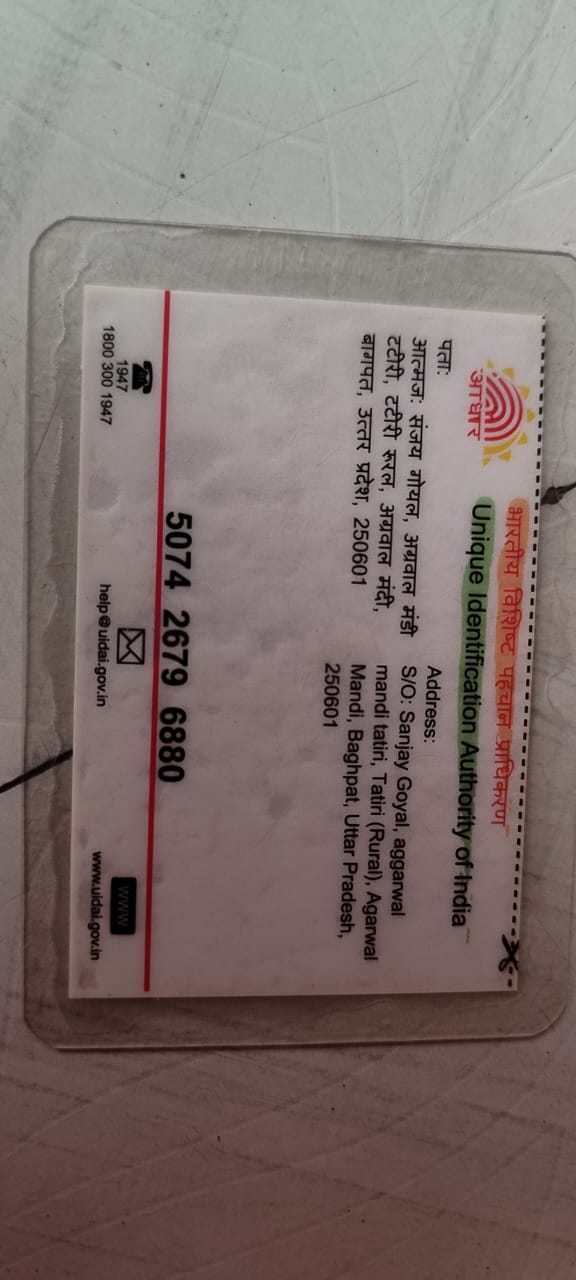 भारतीय विशिष्ट पहचान प्राधिकरण
Unique Identification Authority of India
आधार
पता:
आत्मज: संजय गोयल, अग्रवाल मंडी
टटीरी, टटीरी रूरल, अग्रवाल मंदी,
बागपत, उत्तर प्रदेश, 250601
Address:
S/O: Sanjay Goyal, aggarwal
mandi tatiri, Tatiri (Rural), Agarwal
Mandi, Baghpat, Uttar Pradesh,
250601
5074 2679 6880
1947
1800 300 1947
help@uidai.gov.in
www
www.uidai.gov.in